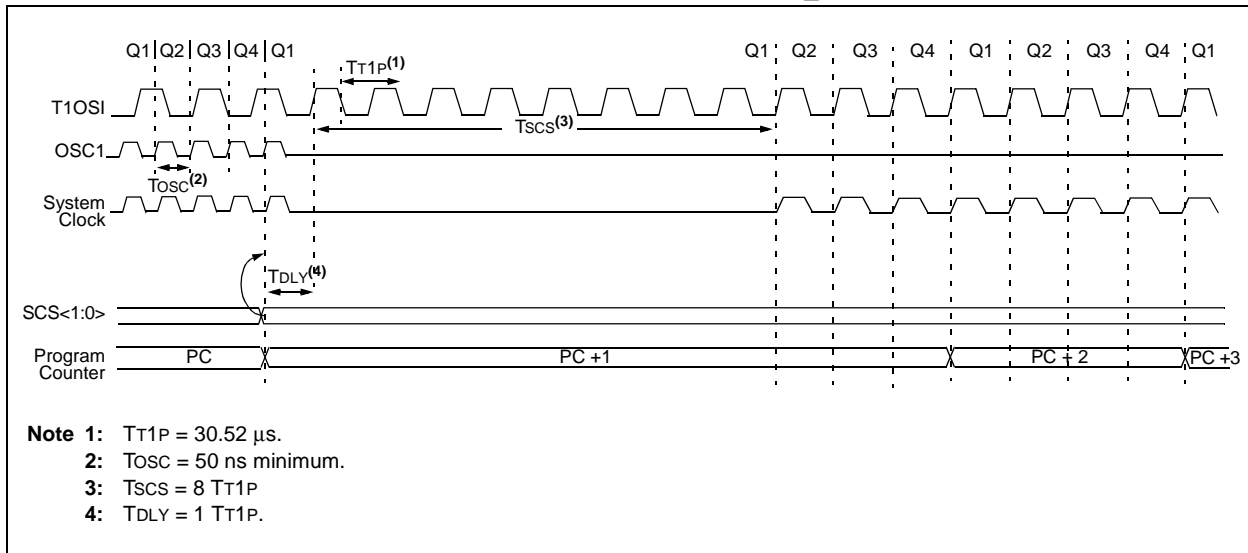 Q1 Q2 Q3 Q4 Q1 Q1 Q2 Q3 Q4 Q1 Q2 Q3 Q4 Q1
TT1P(1)
T1OSI
TSCS(3)
OSC1
TOSC(2)
System
Clock
TDLY(4)
SCS<1:0>
Program
Counter
PC PC +1 PC + 2 PC +3
Note 1: TT1P = 30.52 μs.
2: TOSC = 50 ns minimum.
3: TSCS = 8 TT1P
4: TDLY = 1 TT1P.